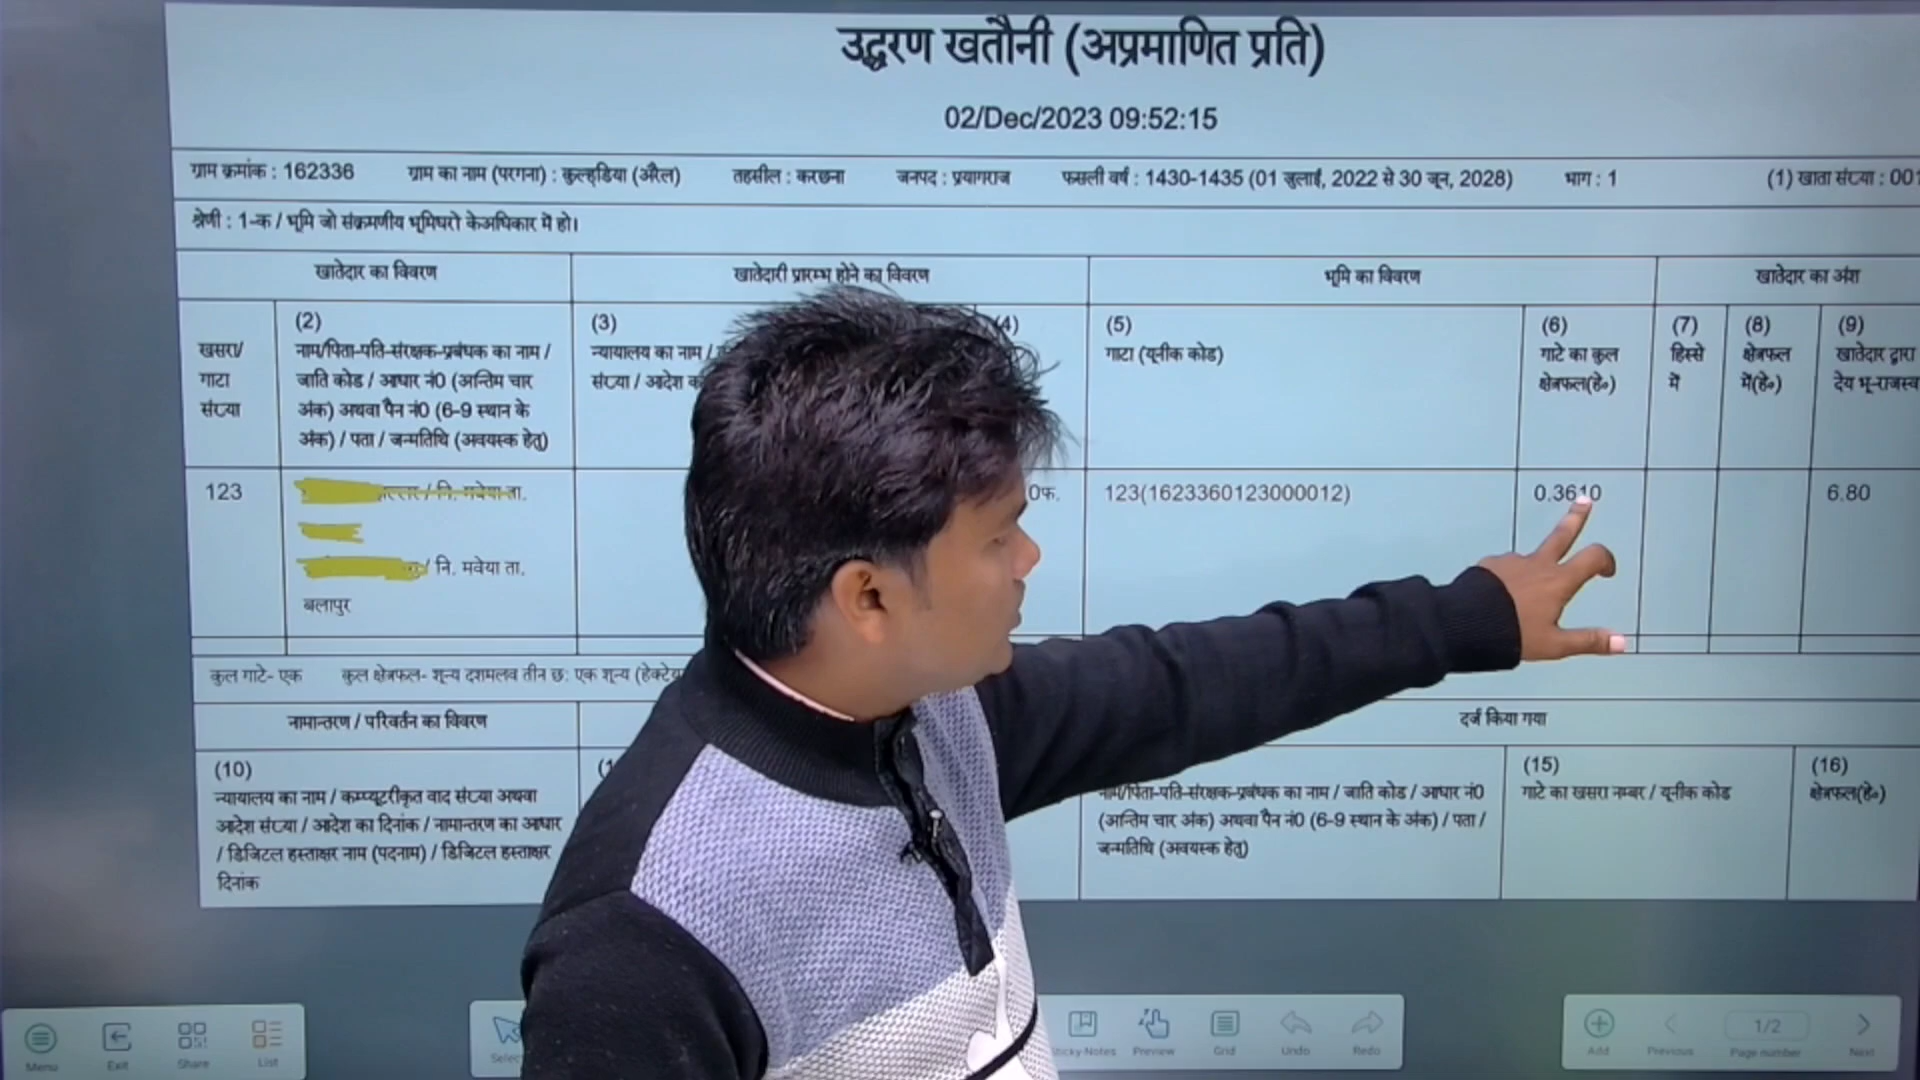 उद्धरण खतौनी (अप्रमाणित प्रति)
02/Dec/2023 09:52:15
ग्राम क्रमांक : 162336 ग्राम का नाम (परगना) : कुल्हडिया (अरैल) तहसील : करछना जनपद : प्रयागराज फसली वर्ष : 1430-1435 (01 जुलाई, 2022 से 30 जून, 2028) भाग : 1 (1) खाता संख्या : 001
श्रेणी : 1-क / भूमि जो संक्रमणीय भूमिधरो केअधिकार में हो।
खातेदार का विवरण खातेदारी प्रारम्भ होने का विवरण भूमि का विवरण खातेदार का अंश
खसरा/
गाटा
संख्या
(2)
नाम/पिता-पति-संरक्षक-प्रबंधक का नाम /
जाति कोड / आधार नं0 (अन्तिम चार
अंक) अथवा पैन नं0 (6-9 स्थान के
अंक) / पता / जन्मतिथि (अवयस्क हेतु)
(3)
न्यायालय का नाम /
संख्या / आदेश
(4)
(5)
गाटा (यूनीक कोड)
(6)
गाटे का कुल
क्षेत्रफल(हे०)
(7)
हिस्से
में
(8)
क्षेत्रफल
में(हे०)
(9)
खातेदार द्वारा
देय भू-राजस्व
123
/ नि. मवेया ता.
/ नि. मवेया ता.
बलापुर
0फ.
123(1623360123000012)
0.3610
6.80
कुल गाटे- एक कुल क्षेत्रफल- शून्य दशमलव तीन छः एक शून्य (हेक्टेय
नामान्तरण / परिवर्तन का विवरण दर्ज किया गया
(10)
न्यायालय का नाम / कम्प्यूटरीकृत वाद संख्या अथवा
आदेश संख्या / आदेश का दिनांक / नामान्तरण का आधार
/ डिजिटल हस्ताक्षर नाम (पदनाम) / डिजिटल हस्ताक्षर
दिनांक
नाम/पिता-पति-संरक्षक-प्रबंधक का नाम / जाति कोड / आधार नं0
(अन्तिम चार अंक) अथवा पैन नं0 (6-9 स्थान के अंक) / पता /
जन्मतिथि (अवयस्क हेतु)
(15)
गाटे का खसरा नम्बर / यूनीक कोड
(16)
क्षेत्रफल(हे०)
Menu Exit Share List Select Sticky-Notes Preview Grid Undo Redo Add Previous 1/2 Page number Next